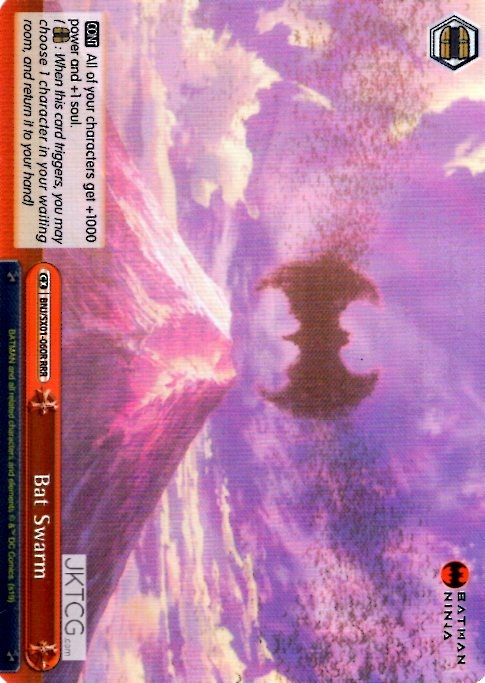 CONT All of your characters get +1000
power and +1 soul.
( : When this card triggers, you may
choose 1 character in your waiting
room, and return it to your hand)
CX BNJ/SX01-060R RRR
Bat Swarm
BATMAN and all related characters and elements © & ™ DC Comics. (s19)
BATMAN
NINJA
JKTCG.com